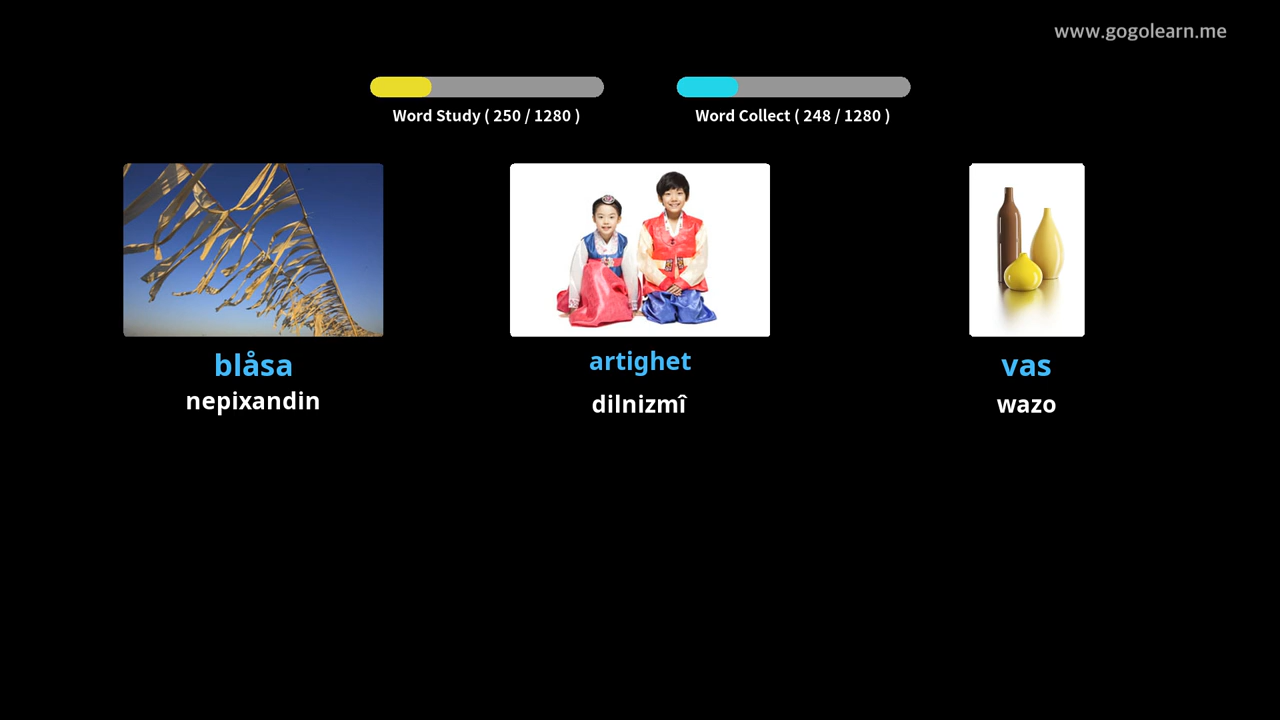 www.gogolearn.me
Word Study ( 250 / 1280 )
Word Collect ( 248 / 1280 )
blåsa
nepixandin
artighet
dilnizmî
vas
wazo